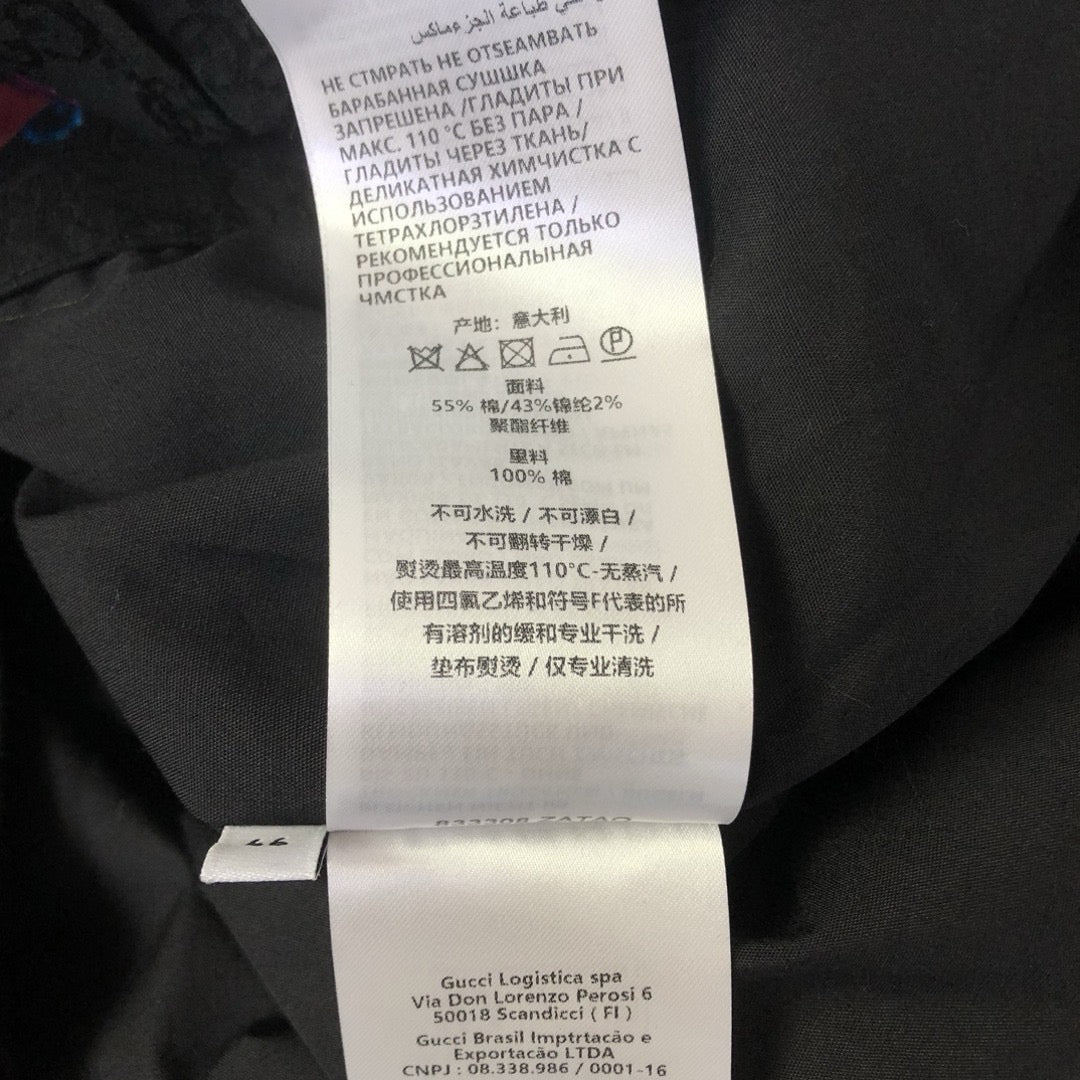 طباعة الجزءماكس
НЕ СТМРАТЬ НЕ OTSEAMBATЬ
БАРАБАННАЯ СУШШКА
ЗАПРЕШЕНА /ГЛАДИТЫ ПРИ
МАКС. 110 °C БЕЗ ПАРА /
ГЛАДИТЫ ЧЕРЕЗ ТКАНЬ/
ДЕЛИКАТНАЯ ХИМЧИСТКА С
ИСПОЛЬЗОВАНИЕМ
ТЕТРАХЛОРЗТИЛЕНА /
РЕКОМЕНДУЕТСЯ ТОЛЬКО
ПРОФЕССИОНАЛЫНАЯ
ЧМСТКА
产地：意大利
P
面料
55% 棉/43%锦纶2%
聚酯纤维
里料
100% 棉
不可水洗 / 不可漂白 /
不可翻转干燥 /
熨烫最高温度110°C-无蒸汽 /
使用四氯乙烯和符号F代表的所
有溶剂的缓和专业干洗 /
垫布熨烫 / 仅专业清洗
Gucci Logistica spa
Via Don Lorenzo Perosi 6
50018 Scandicci ( FI )
Gucci Brasil Imptrtacão e
Exportacão LTDA
CNPJ : 08.338.986 / 0001-16